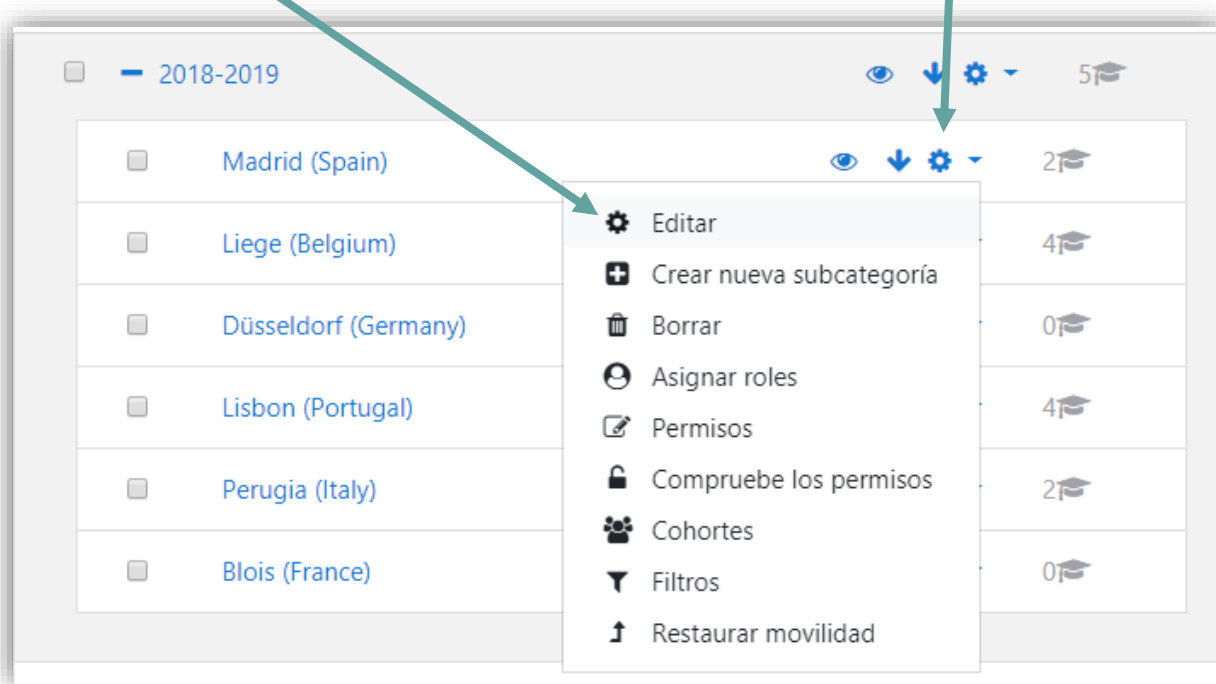 2018-2019 5
Madrid (Spain) 2
Liege (Belgium) 4
Düsseldorf (Germany) 0
Lisbon (Portugal) 4
Perugia (Italy) 2
Blois (France) 0
Editar
Crear nueva subcategoría
Borrar
Asignar roles
Permisos
Compruebe los permisos
Cohortes
Filtros
Restaurar movilidad